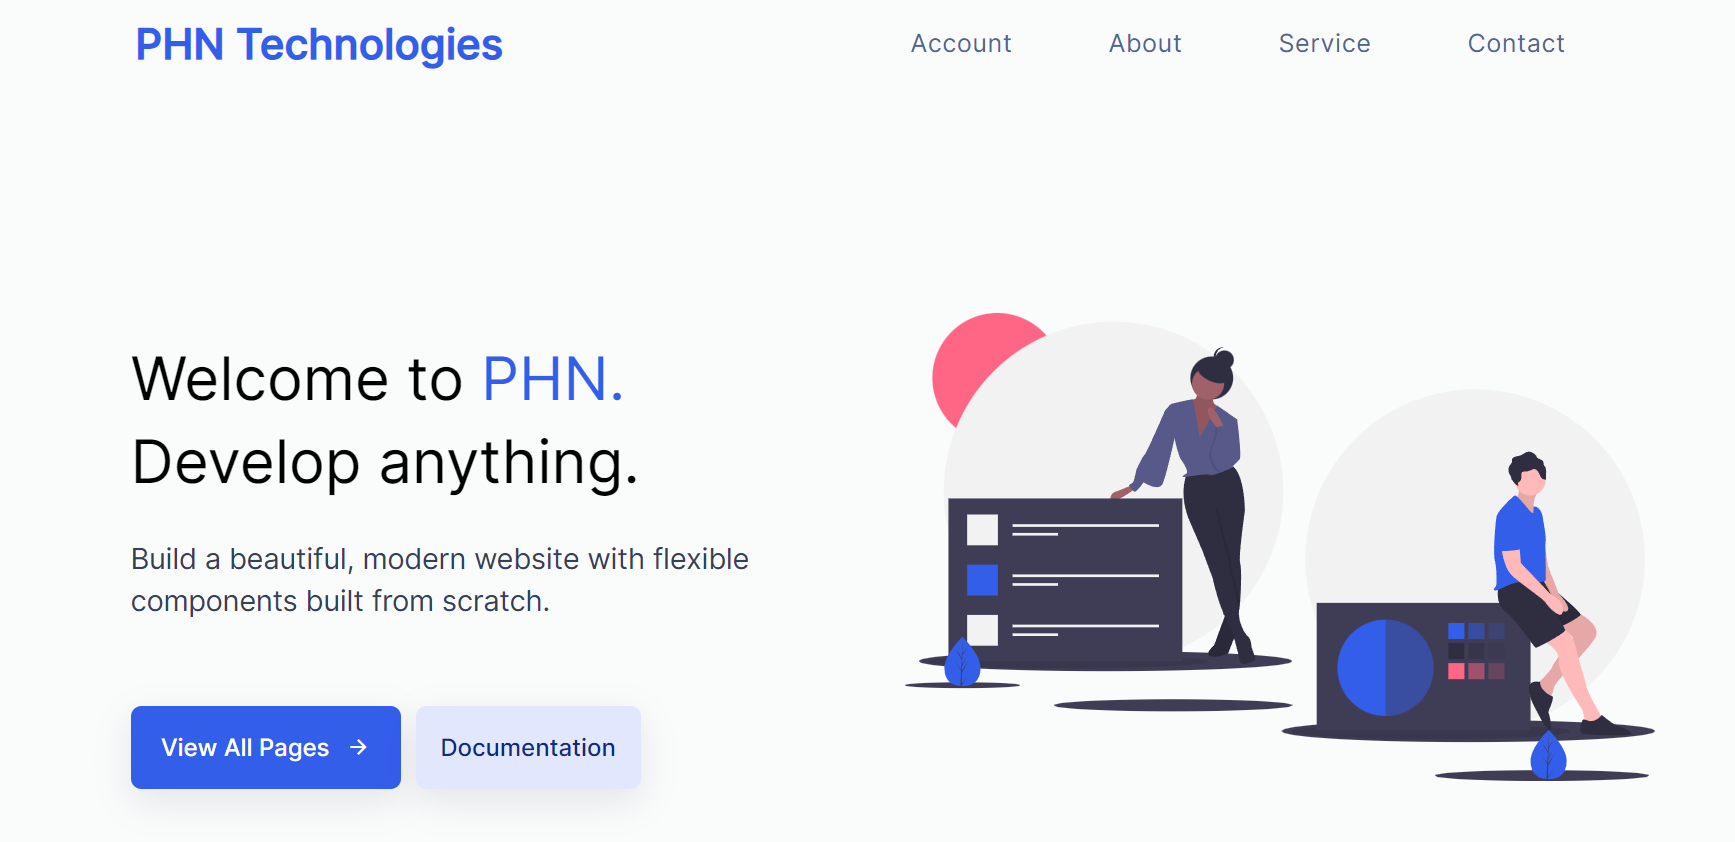 PHN Technologies
Account About Service Contact
Welcome to PHN.
Develop anything.
Build a beautiful, modern website with flexible
components built from scratch.
View All Pages →
Documentation